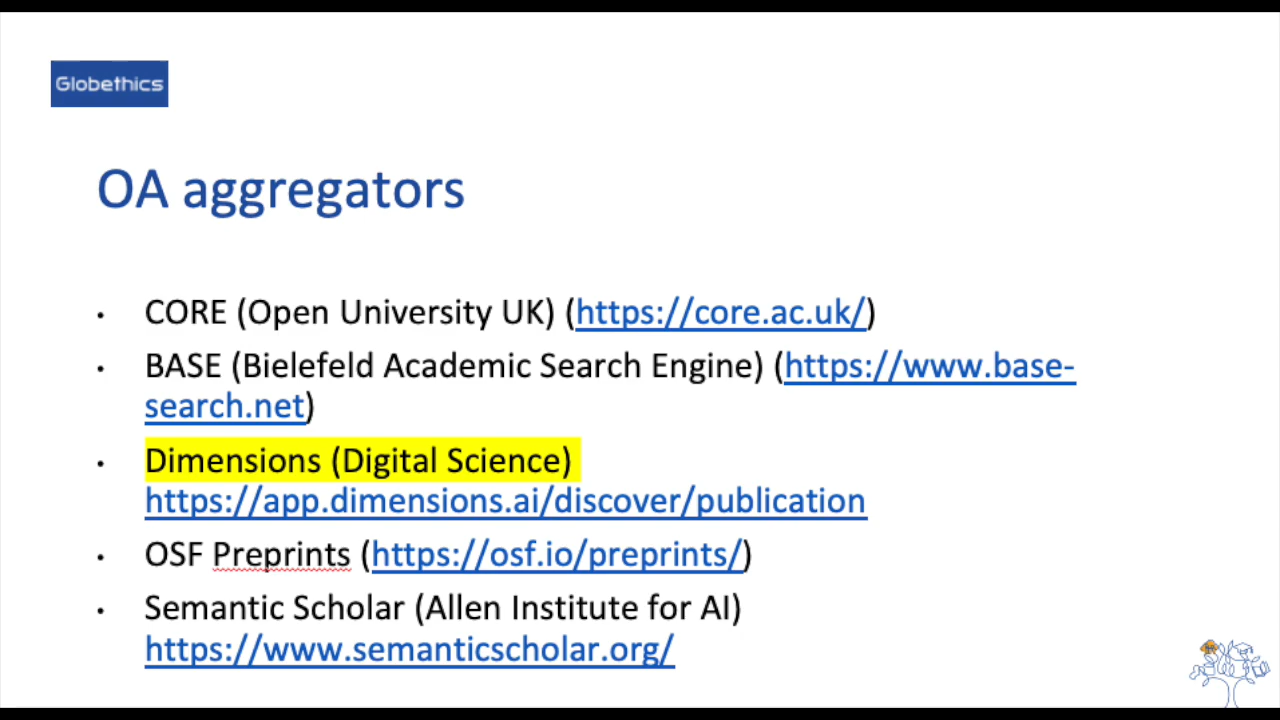 Globethics
OA aggregators
• CORE (Open University UK) (https://core.ac.uk/)
• BASE (Bielefeld Academic Search Engine) (https://www.base-
search.net)
• Dimensions (Digital Science)
https://app.dimensions.ai/discover/publication
• OSF Preprints (https://osf.io/preprints/)
• Semantic Scholar (Allen Institute for AI)
https://www.semanticscholar.org/